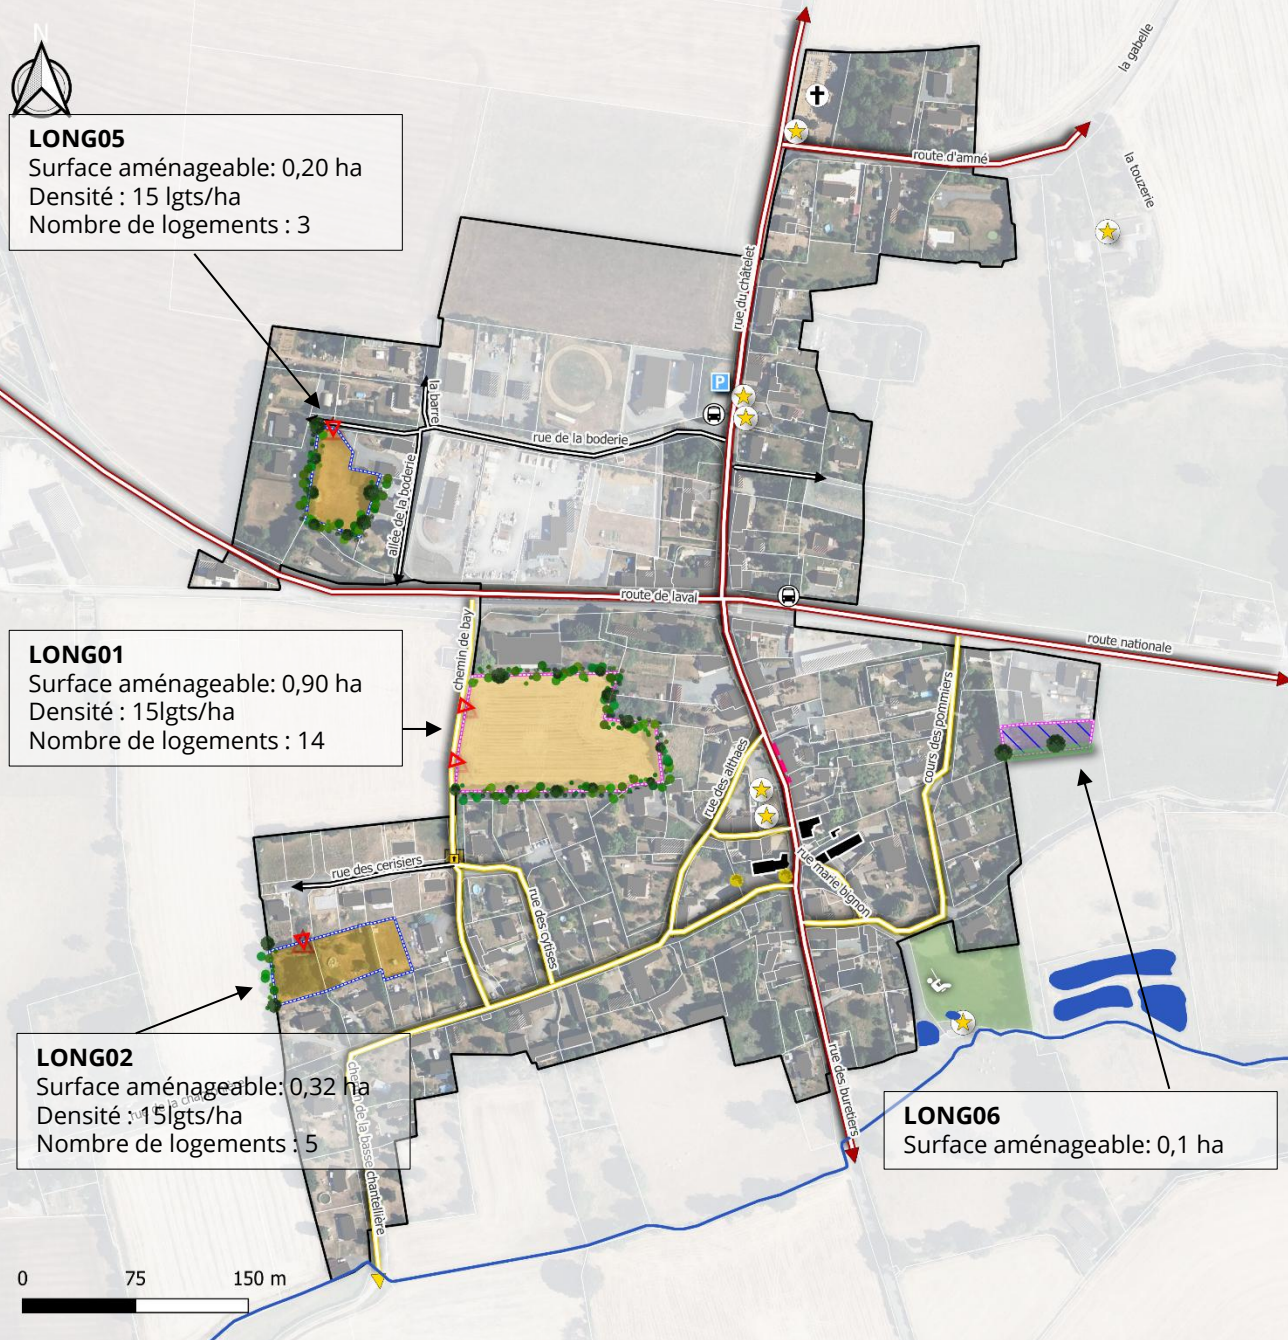 N
la gabelle
LONG05
Surface aménageable: 0,20 ha
Densité : 15 lgts/ha
Nombre de logements : 3
route d'amné
la touzerie
rue du châtelet
P
la barre
rue de la boderie
allée de la boderie
route de laval
route nationale
chemin de bay
LONG01
Surface aménageable: 0,90 ha
Densité : 15lgts/ha
Nombre de logements : 14
cours des pommiers
rue des althaes
rue des cerisiers
rue marie bignon
rue des cytises
LONG02
Surface aménageable: 0,32 ha
Densité : 15lgts/ha
Nombre de logements : 5
chemin de la basse chantellière
rue des buretiers
LONG06
Surface aménageable: 0,1 ha
0 75 150 m